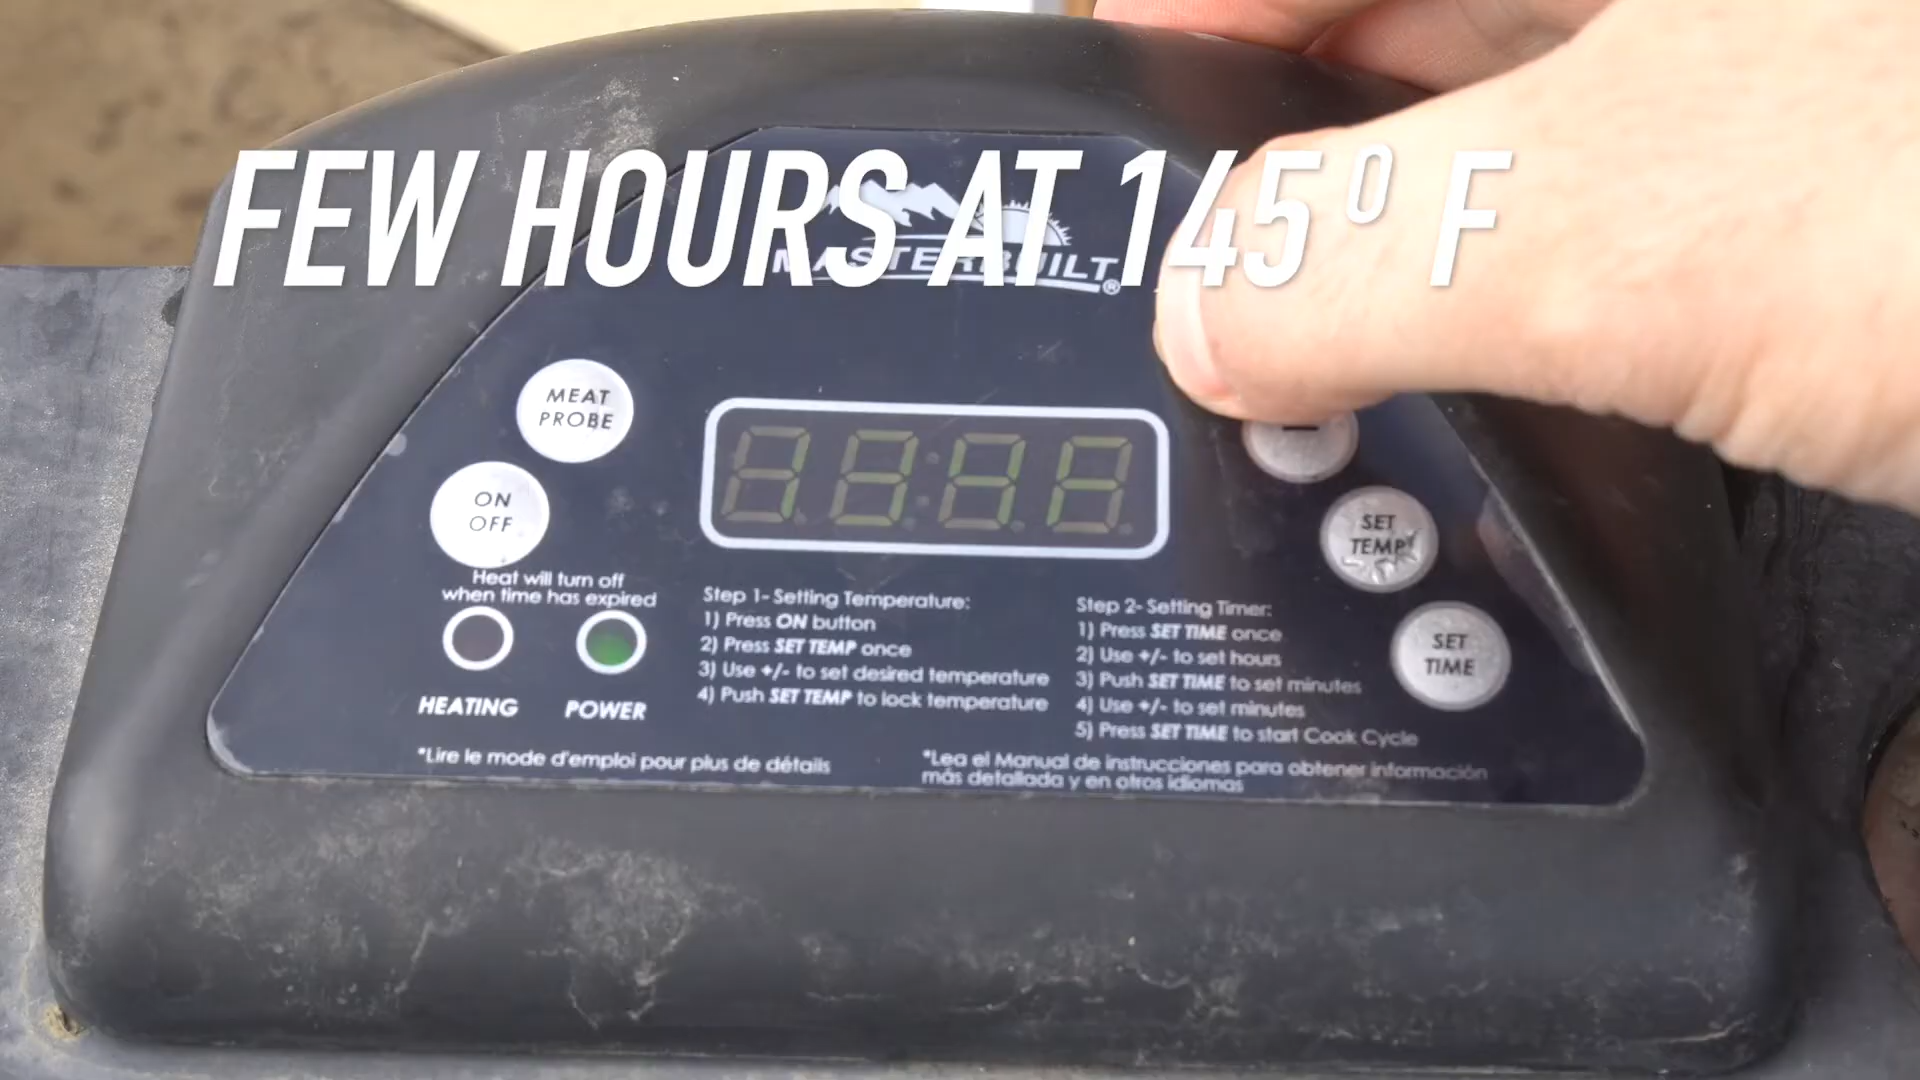 FEW HOURS AT 145º F
MASTERBUILT®
MEAT
PROBE
ON
OFF
Heat will turn off
when time has expired
HEATING
POWER
Step 1- Setting Temperature:
1) Press ON button
2) Press SET TEMP once
3) Use +/- to set desired temperature
4) Push SET TEMP to lock temperature
Step 2- Setting Timer:
1) Press SET TIME once
2) Use +/- to set hours
3) Push SET TIME to set minutes
4) Use +/- to set minutes
5) Press SET TIME to start Cook Cycle
-
SET
TEMP
SET
TIME
*Lire le mode d'emploi pour plus de détails
*Lea el Manual de instrucciones para obtener información
más detallada y en otros idiomas